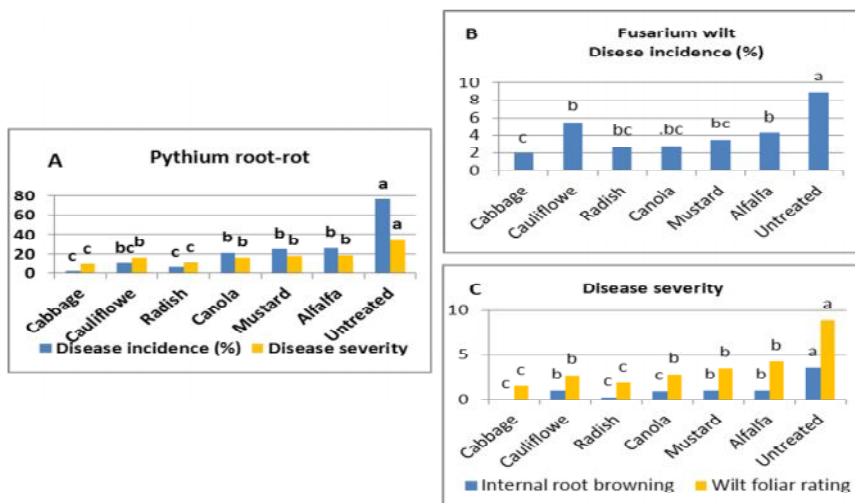 A
Pythium root-rot
80
60
40
20
0
c c bc b c c b b b b b b a a
Cabbage
Cauliflowe
Radish
Canola
Mustard
Alfalfa
Untreated
Disease incidence (%) Disease severity
B
Fusarium wilt
Disese incidence (%)
10
8
6
4
2
0
c b bc .bc bc b a
Cabbage
Cauliflowe
Radish
Canola
Mustard
Alfalfa
Untreated
C
Disease severity
10
5
0
c c b b c c c b b b b b a a
Cabbage
Cauliflowe
Radish
Canola
Mustard
Alfalfa
Untreated
Internal root browning Wilt foliar rating